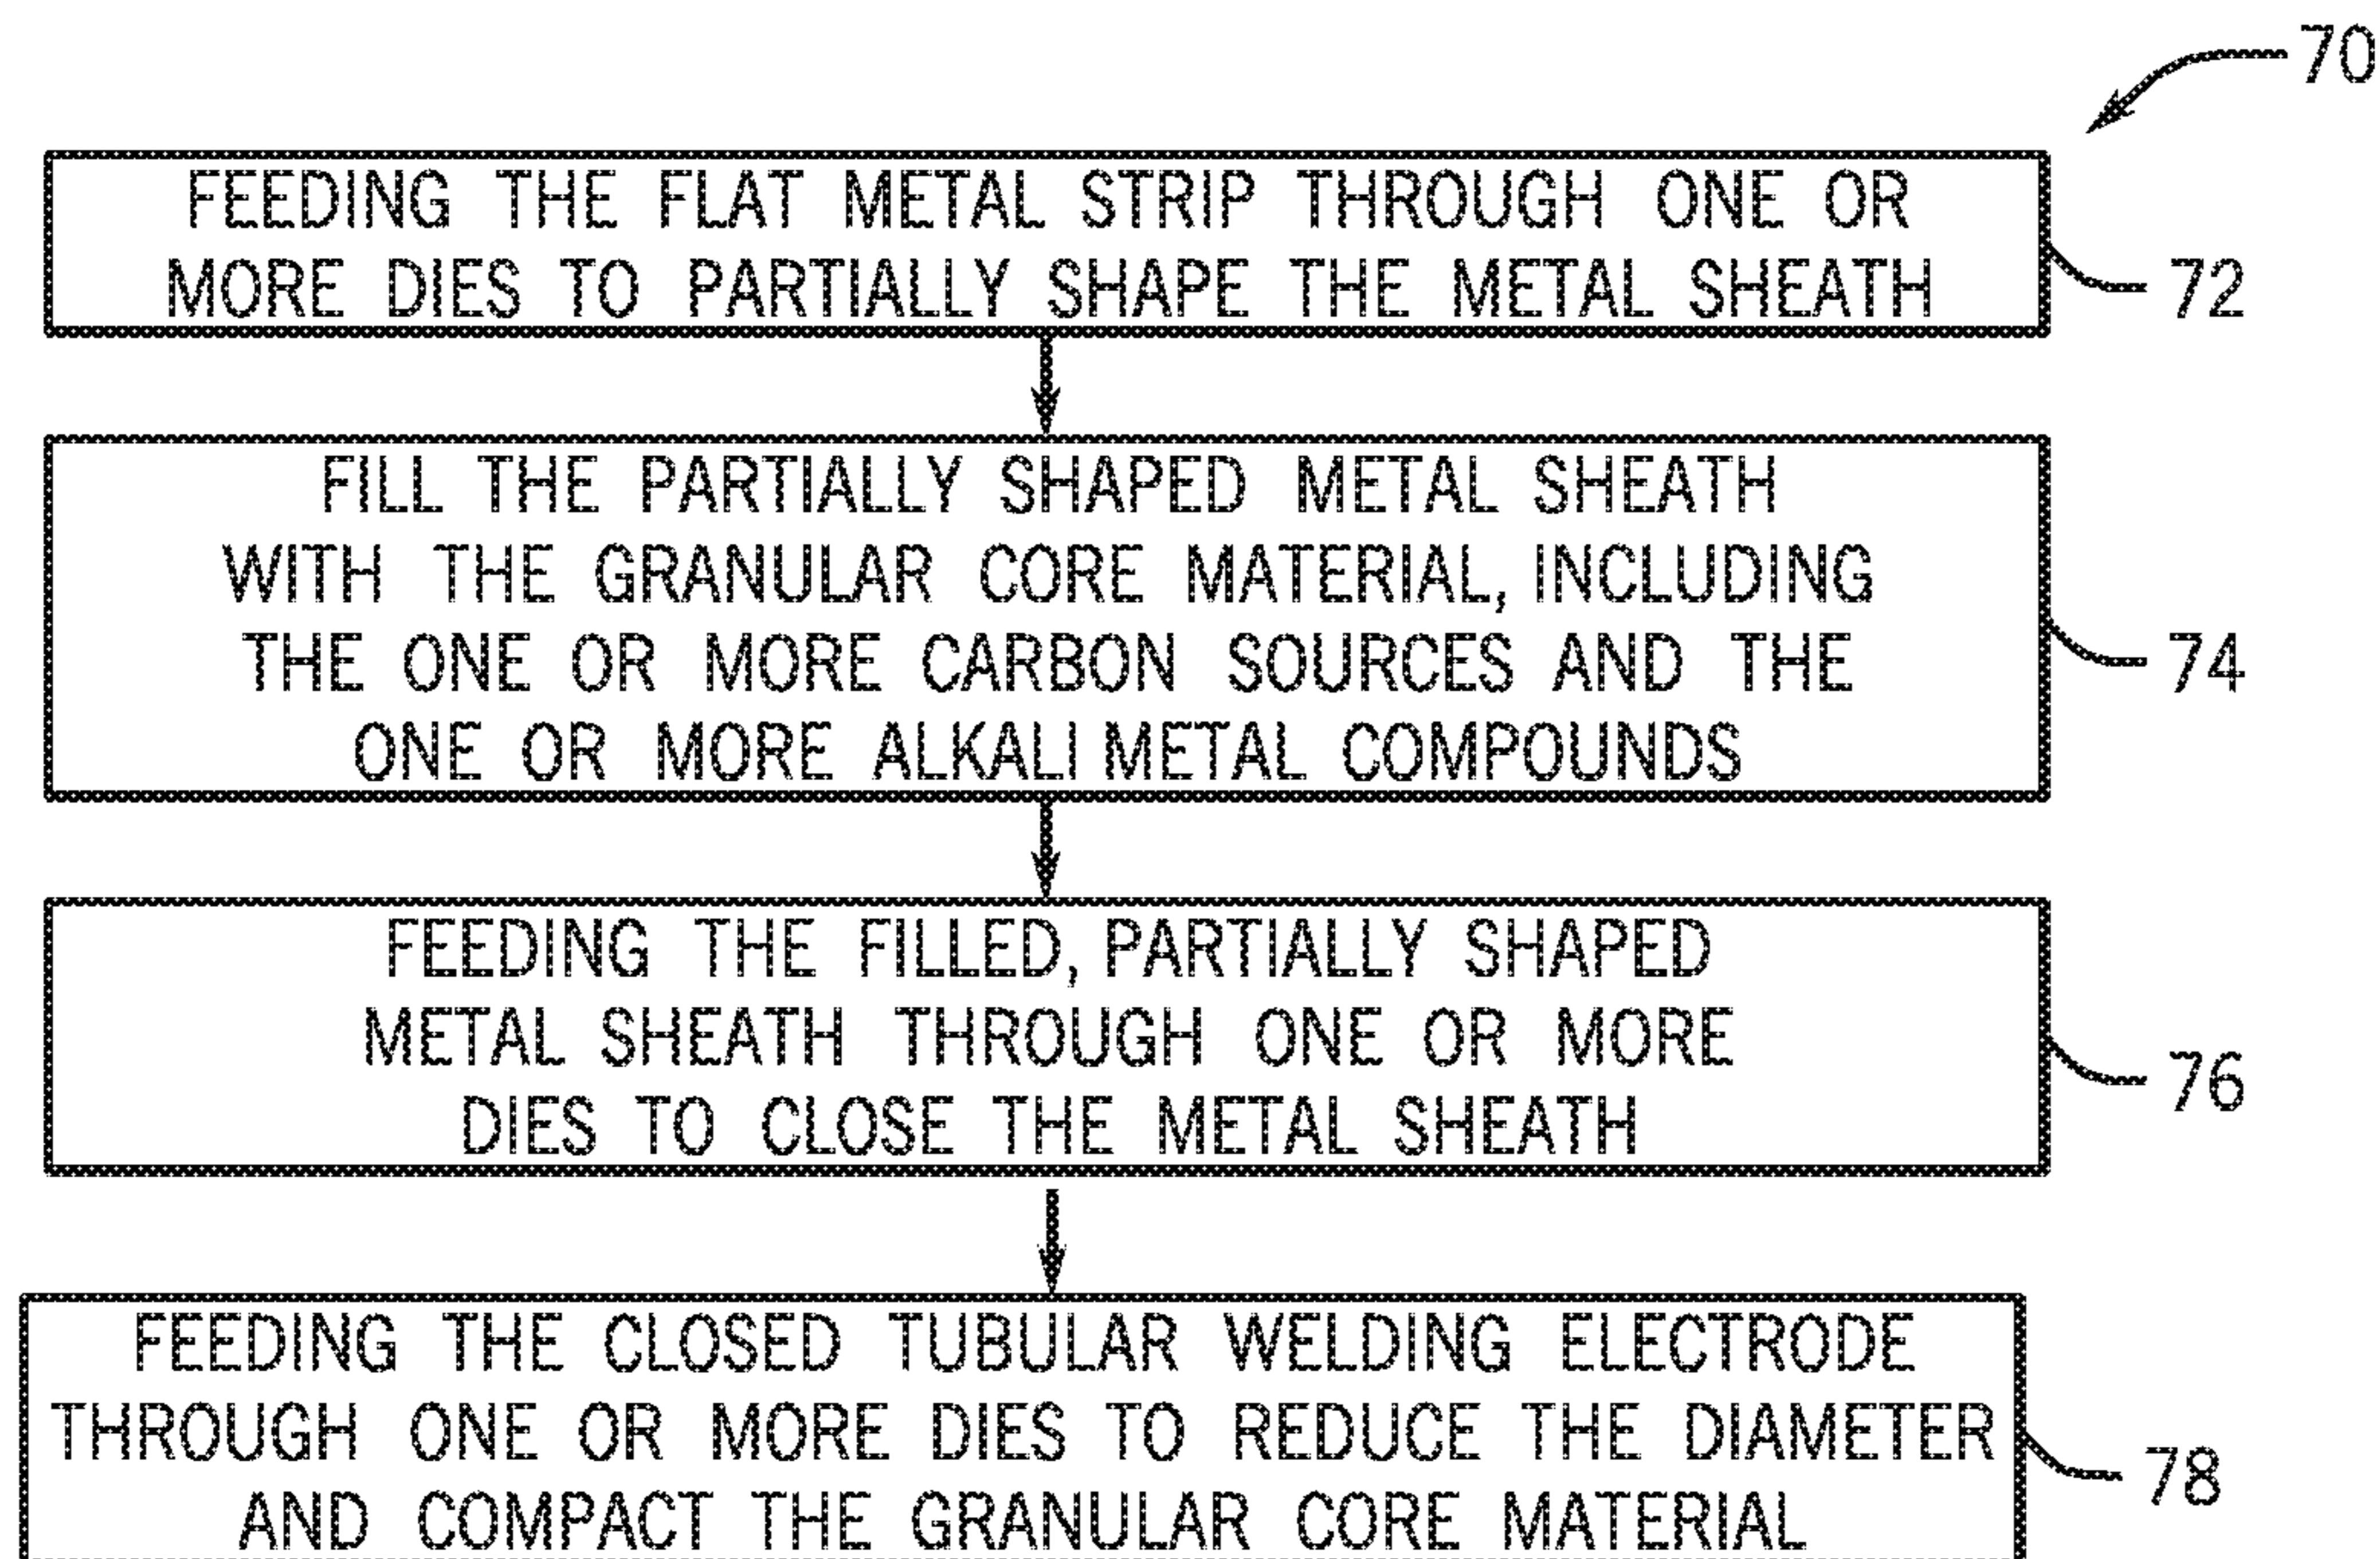 70
FEEDING THE FLAT METAL STRIP THROUGH ONE OR
MORE DIES TO PARTIALLY SHAPE THE METAL SHEATH
72
FILL THE PARTIALLY SHAPED METAL SHEATH
WITH THE GRANULAR CORE MATERIAL, INCLUDING
THE ONE OR MORE CARBON SOURCES AND THE
ONE OR MORE ALKALI METAL COMPOUNDS
74
FEEDING THE FILLED, PARTIALLY SHAPED
METAL SHEATH THROUGH ONE OR MORE
DIES TO CLOSE THE METAL SHEATH
76
FEEDING THE CLOSED TUBULAR WELDING ELECTRODE
THROUGH ONE OR MORE DIES TO REDUCE THE DIAMETER
AND COMPACT THE GRANULAR CORE MATERIAL
78